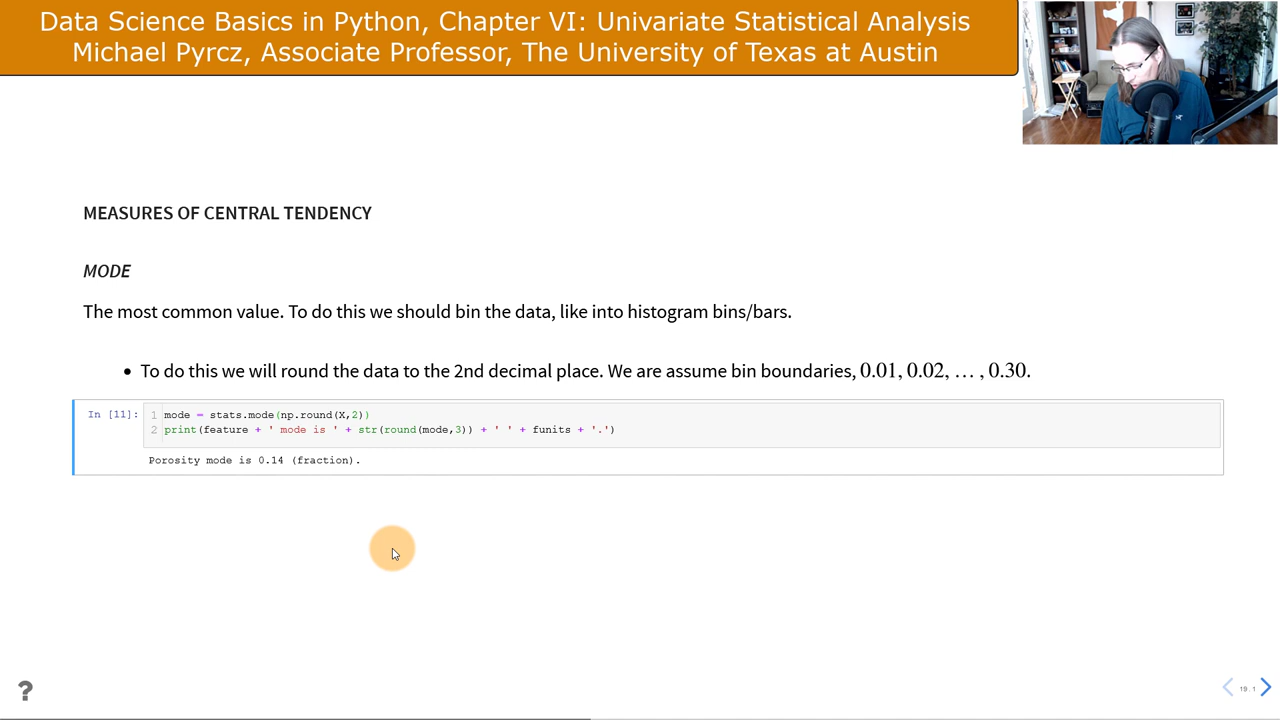 Data Science Basics in Python, Chapter VI: Univariate Statistical Analysis
Michael Pyrcz, Associate Professor, The University of Texas at Austin
MEASURES OF CENTRAL TENDENCY
MODE
The most common value. To do this we should bin the data, like into histogram bins/bars.
• To do this we will round the data to the 2nd decimal place. We are assume bin boundaries, 0.01, 0.02, … , 0.30.
In [11]: 1 mode = stats.mode(np.round(X,2))
2 print(feature + ' mode is ' + str(round(mode,3)) + ' ' + funits + '.')
Porosity mode is 0.14 (fraction).
?
19.1